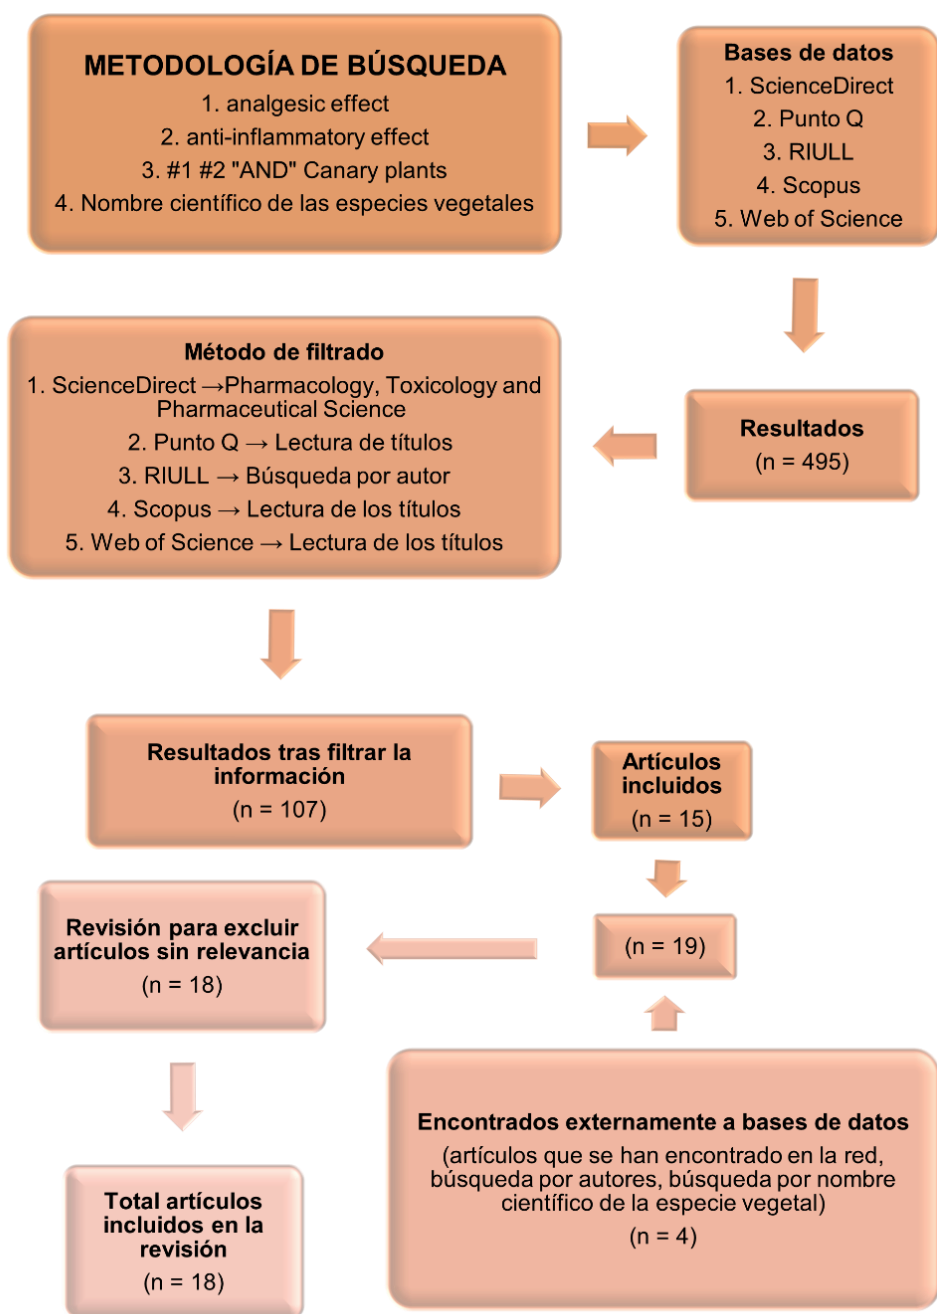 METODOLOGÍA DE BÚSQUEDA
1. analgesic effect
2. anti-inflammatory effect
3. #1 #2 "AND" Canary plants
4. Nombre científico de las especies vegetales
Bases de datos
1. ScienceDirect
2. Punto Q
3. RIULL
4. Scopus
5. Web of Science
Resultados
(n = 495)
Método de filtrado
1. ScienceDirect →Pharmacology, Toxicology and
Pharmaceutical Science
2. Punto Q → Lectura de títulos
3. RIULL → Búsqueda por autor
4. Scopus → Lectura de los títulos
5. Web of Science → Lectura de los títulos
Resultados tras filtrar la
información
(n = 107)
Artículos
incluidos
(n = 15)
(n = 19)
Encontrados externamente a bases de datos
(artículos que se han encontrado en la red,
búsqueda por autores, búsqueda por nombre
científico de la especie vegetal)
(n = 4)
Revisión para excluir
artículos sin relevancia
(n = 18)
Total artículos
incluidos en la
revisión
(n = 18)